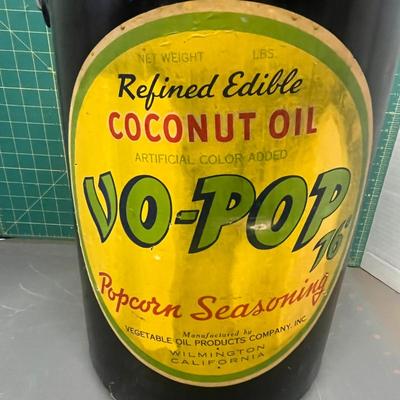 NET WEIGHT LBS.
Refined Edible
COCONUT OIL
ARTIFICIAL COLOR ADDED
VO-POP
76°
Popcorn Seasoning
Manufactured by
VEGETABLE OIL PRODUCTS COMPANY, INC.
WILMINGTON
CALIFORNIA